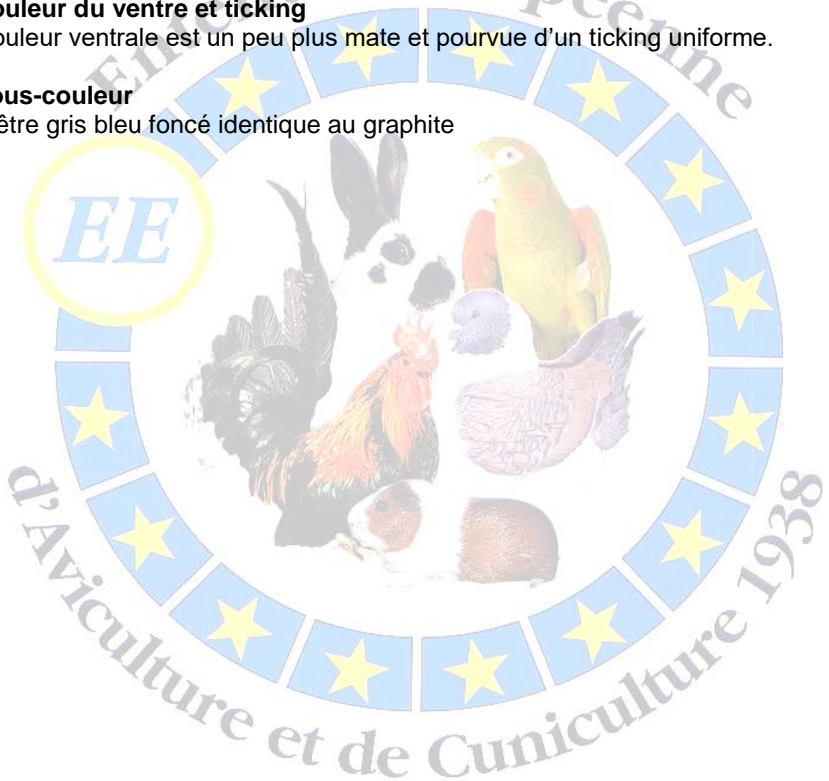 ouleur du ventre et ticking
ouleur ventrale est un peu plus mate et pourvue d'un ticking uniforme.
ous-couleur
être gris bleu foncé identique au graphite
EE
d'Aviculture et de Cuniculture 1938